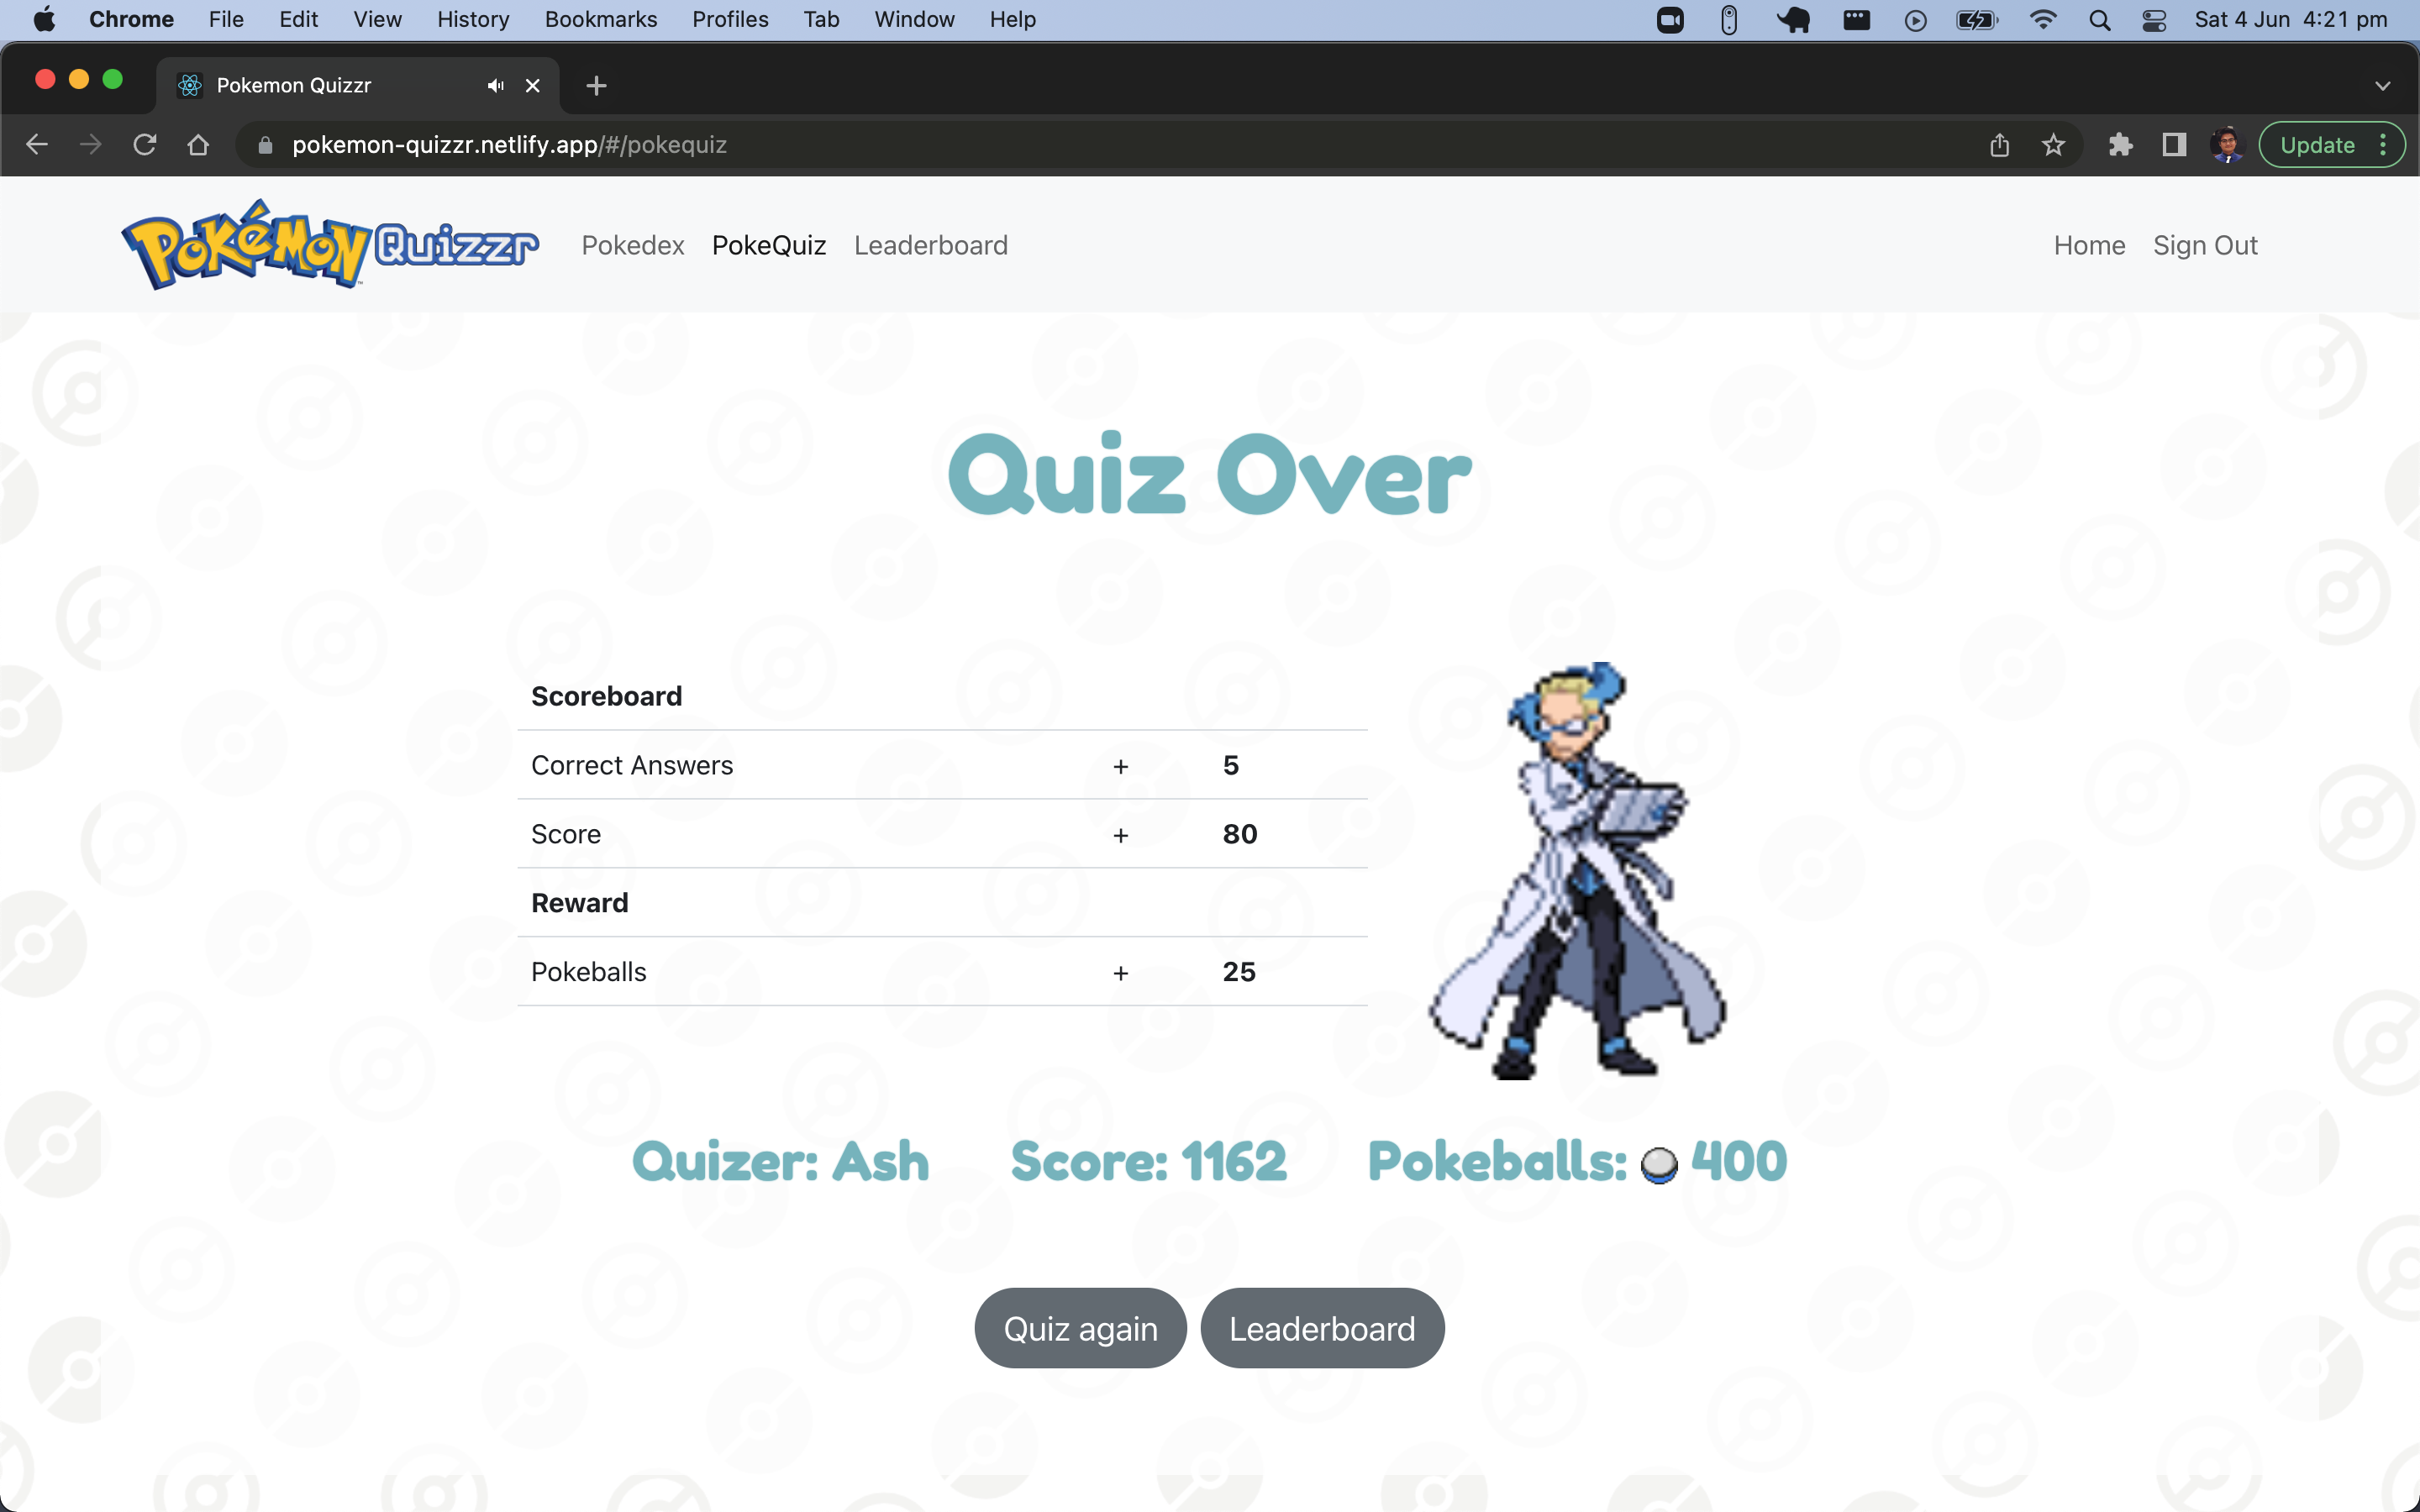 Chrome File Edit View History Bookmarks Profiles Tab Window Help Sat 4 Jun 4:21 pm
Pokemon Quizzr
pokemon-quizzr.netlify.app/#/pokequiz Update
POKéMON Quizzr Pokedex PokeQuiz Leaderboard Home Sign Out
Quiz Over
Scoreboard
Correct Answers + 5
Score + 80
Reward
Pokeballs + 25
Quizer: Ash Score: 1162 Pokeballs: 400
Quiz again Leaderboard